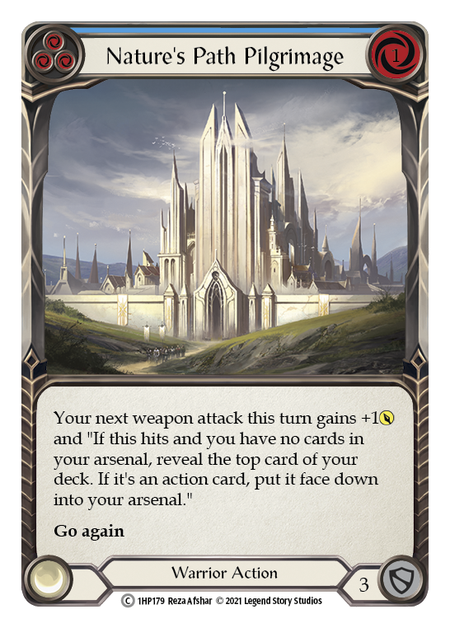 Nature's Path Pilgrimage
1
Your next weapon attack this turn gains +1
and "If this hits and you have no cards in
your arsenal, reveal the top card of your
deck. If it's an action card, put it face down
into your arsenal."
Go again
Warrior Action
3
C 1HP179 Reza Afshar © 2021 Legend Story Studios